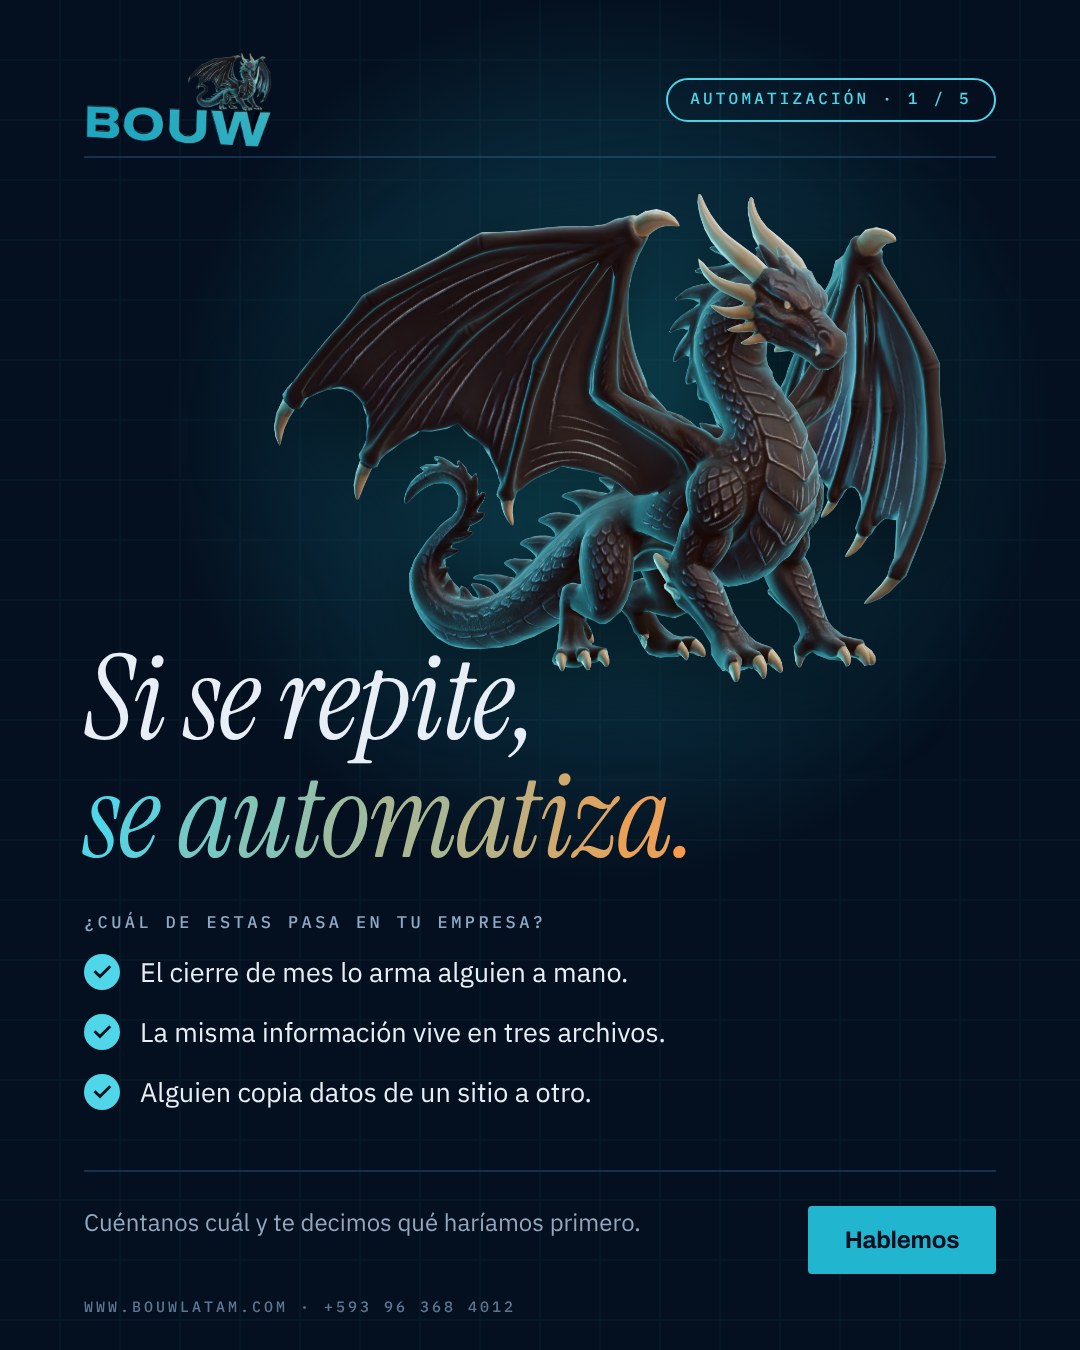 BOUW
AUTOMATIZACIÓN · 1 / 5
Si se repite,
se automatiza.
¿CUÁL DE ESTAS PASA EN TU EMPRESA?
El cierre de mes lo arma alguien a mano.
La misma información vive en tres archivos.
Alguien copia datos de un sitio a otro.
Cuéntanos cuál y te decimos qué haríamos primero.
Hablemos
WWW.BOUWLATAM.COM · +593 96 368 4012